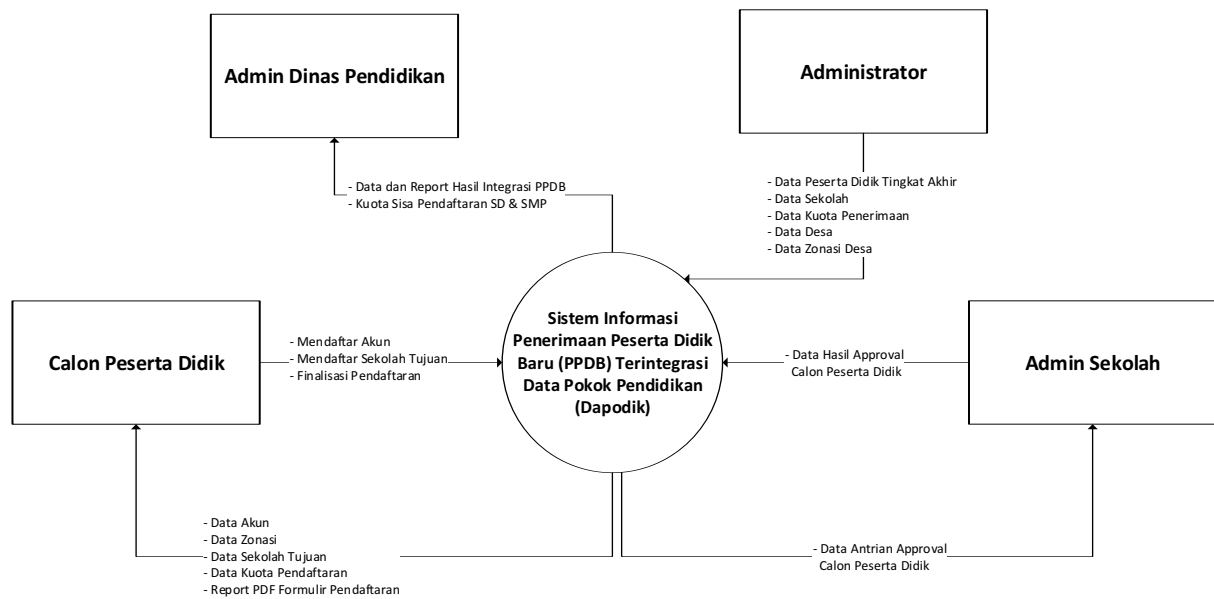 Admin Dinas Pendidikan
Administrator
- Data dan Report Hasil Integrasi PPDB
- Kuota Sisa Pendaftaran SD & SMP
- Data Peserta Didik Tingkat Akhir
- Data Sekolah
- Data Kuota Penerimaan
- Data Desa
- Data Zonasi Desa
Calon Peserta Didik
- Mendaftar Akun
- Mendaftar Sekolah Tujuan
- Finalisasi Pendaftaran
Sistem Informasi
Penerimaan Peserta Didik
Baru (PPDB) Terintegrasi
Data Pokok Pendidikan
(Dapodik)
- Data Hasil Approval
Calon Peserta Didik
Admin Sekolah
- Data Akun
- Data Zonasi
- Data Sekolah Tujuan
- Data Kuota Pendaftaran
- Report PDF Formulir Pendaftaran
- Data Antrian Approval
Calon Peserta Didik